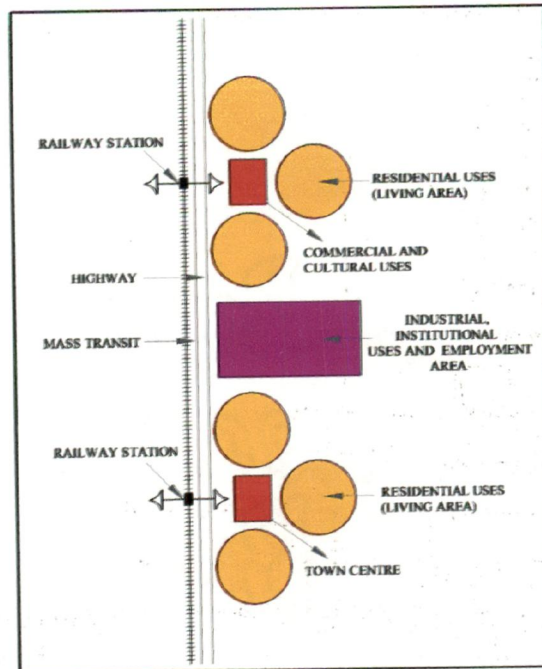 RAILWAY STATION
RESIDENTIAL USES
(LIVING AREA)
COMMERCIAL AND
CULTURAL USES
HIGHWAY
MASS TRANSIT
INDUSTRIAL,
INSTITUTIONAL
USES AND EMPLOYMENT
AREA
RAILWAY STATION
RESIDENTIAL USES
(LIVING AREA)
TOWN CENTRE